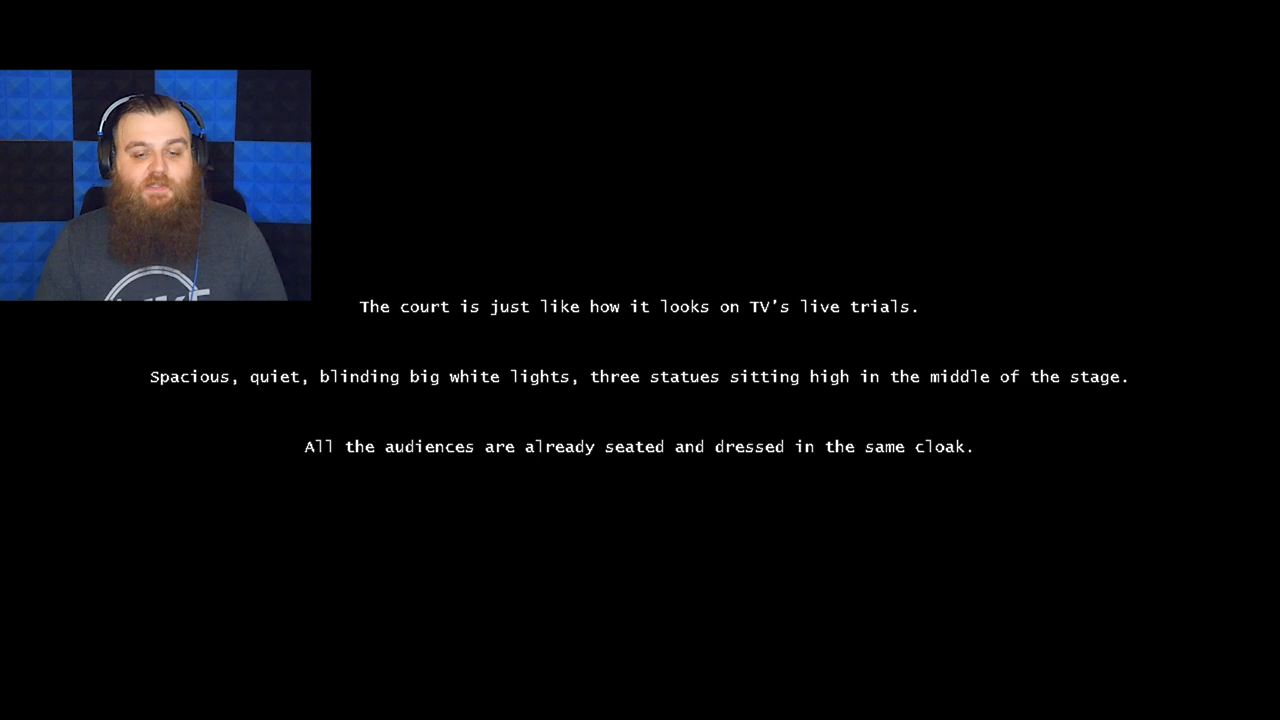 The court is just like how it looks on TV's live trials.
Spacious, quiet, blinding big white lights, three statues sitting high in the middle of the stage.
All the audiences are already seated and dressed in the same cloak.